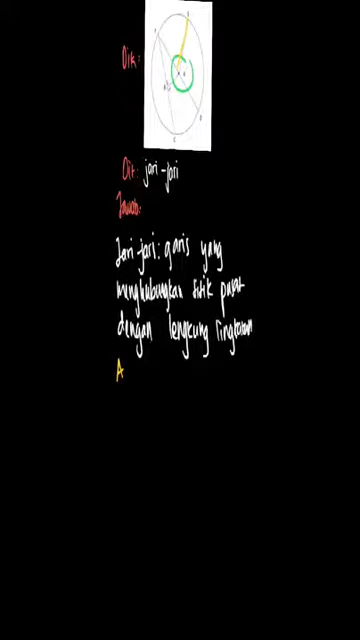 Dik:
Dit: jari-jari
Jawab:
Jari-jari: garis yang
menghubungkan titik pusat
dengan lengkung lingkaran
A